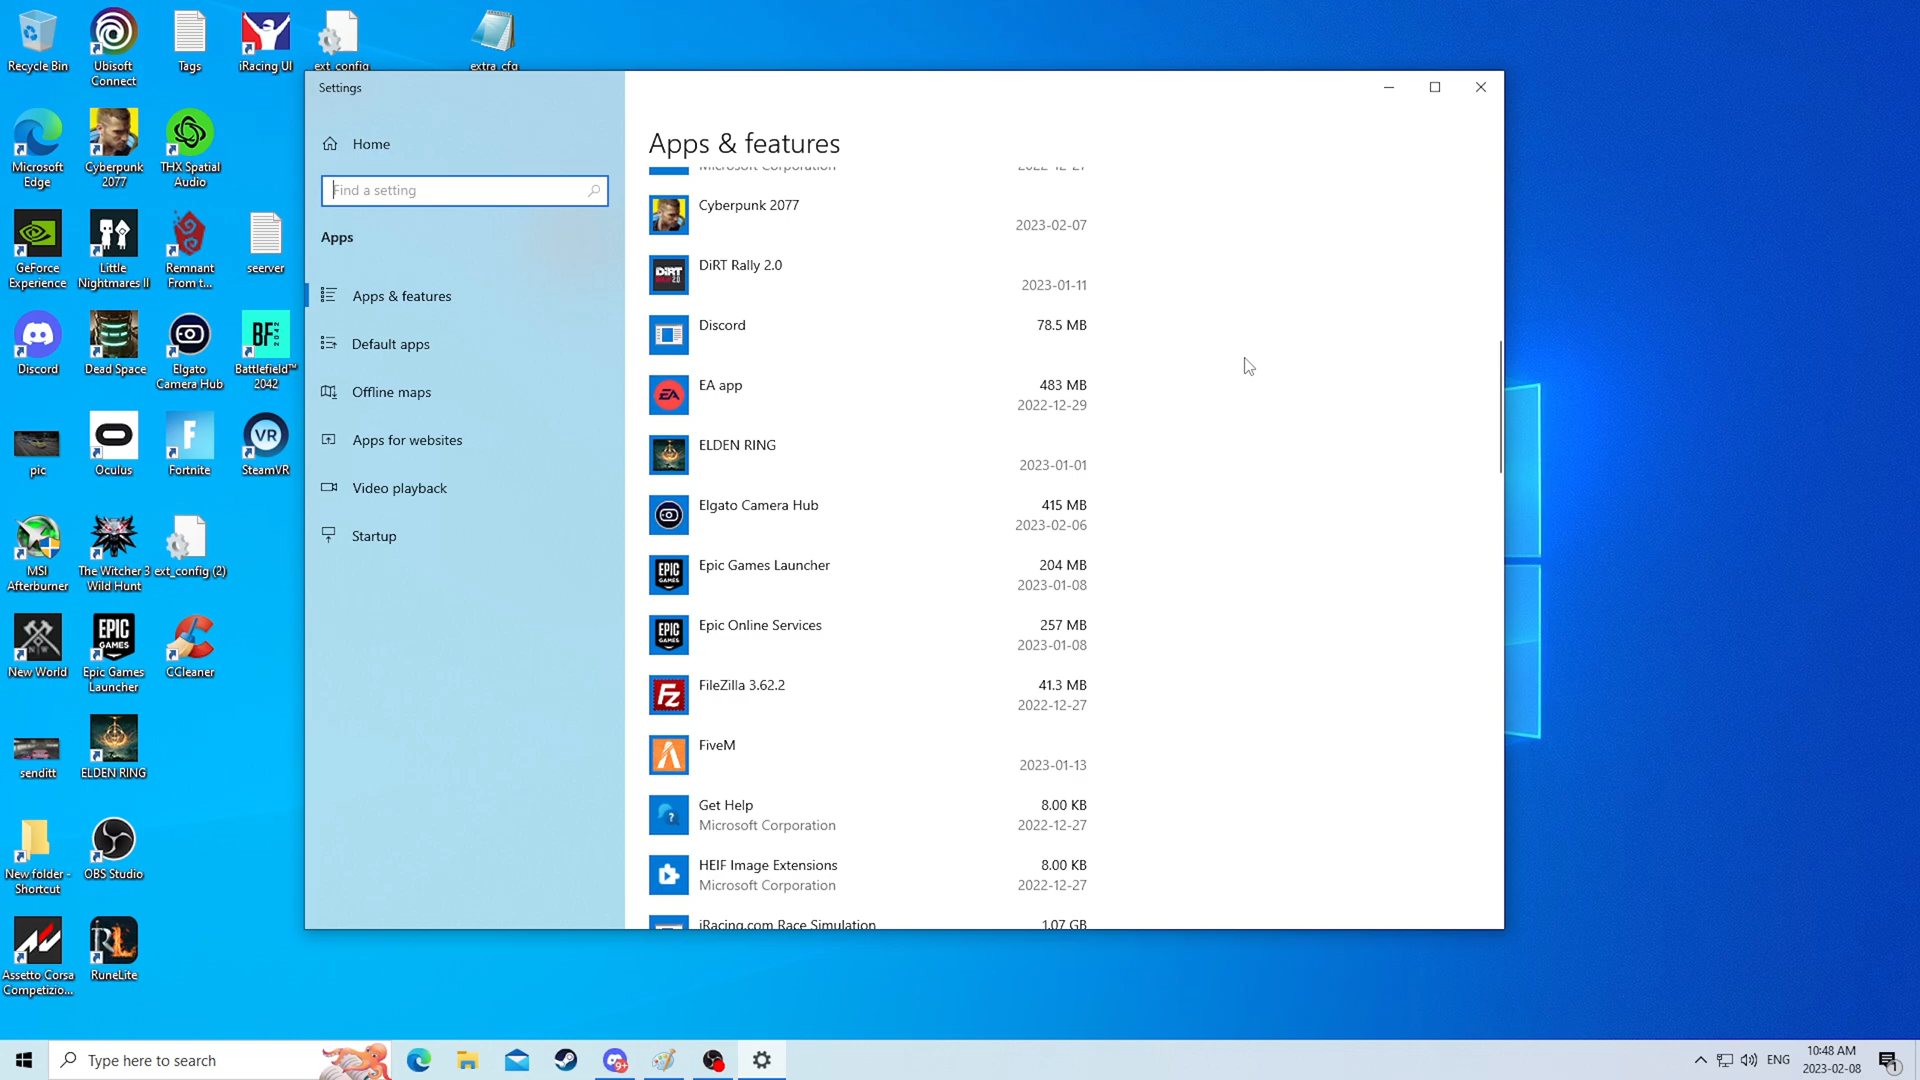 Recycle Bin
Ubisoft
Connect
Tags
iRacing UI
ext_config
extra_cfg
Microsoft
Edge
Cyberpunk
2077
THX Spatial
Audio
GeForce
Experience
Little
Nightmares II
Remnant
From t...
seerver
Discord
Dead Space
Elgato
Camera Hub
BF
2042
Battlefield™
2042
pic
Oculus
Fortnite
VR
SteamVR
MSI
Afterburner
The Witcher 3
Wild Hunt
ext_config (2)
New World
EPIC
GAMES
Epic Games
Launcher
CCleaner
senditt
ELDEN RING
New folder -
Shortcut
OBS Studio
Assetto Corsa
Competizio...
RL
RuneLite
Settings
Home
Find a setting
Apps
Apps & features
Default apps
Offline maps
Apps for websites
Video playback
Startup
Apps & features
Microsoft Corporation 2022-12-27
Cyberpunk 2077
2023-02-07
DiRT Rally 2.0
2023-01-11
Discord 78.5 MB
EA app 483 MB
2022-12-29
ELDEN RING
2023-01-01
Elgato Camera Hub 415 MB
2023-02-06
Epic Games Launcher 204 MB
2023-01-08
Epic Online Services 257 MB
2023-01-08
FileZilla 3.62.2 41.3 MB
2022-12-27
FiveM
2023-01-13
Get Help 8.00 KB
Microsoft Corporation 2022-12-27
HEIF Image Extensions 8.00 KB
Microsoft Corporation 2022-12-27
iRacing.com Race Simulation 1.07 GB
Type here to search
9+
ENG
10:48 AM
2023-02-08
1